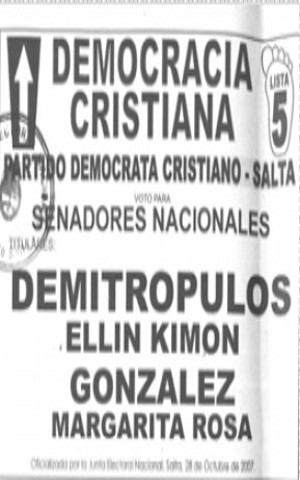 DEMOCRACIA
CRISTIANA
LISTA
5
PARTIDO DEMOCRATA CRISTIANO - SALTA
VOTO PARA
SENADORES NACIONALES
TITULARES:
DEMITROPULOS
ELLIN KIMON
GONZALEZ
MARGARITA ROSA
Oficializada por la Junta Electoral Nacional, Salta, 28 de Octubre de 2007.